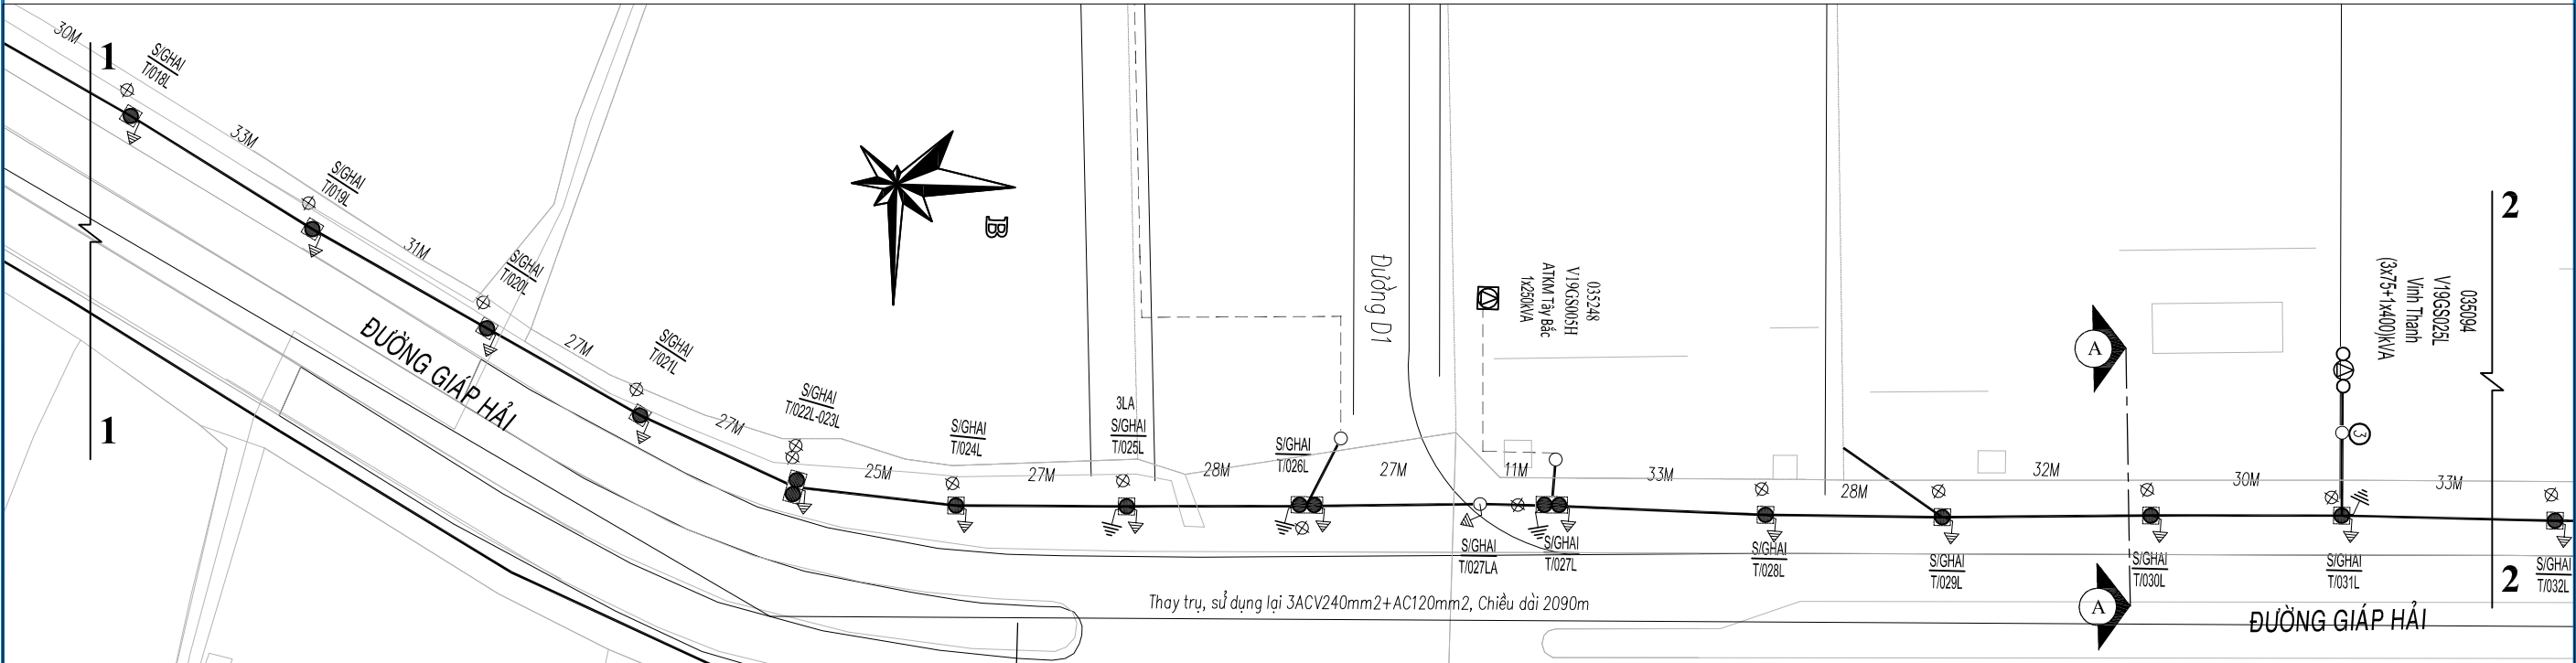 30M
1
S/GHAI
T/018L
33M
S/GHAI
T/019L
31M
S/GHAI
T/020L
27M
S/GHAI
T/021L
27M
S/GHAI
T/022L-023L
25M
S/GHAI
T/024L
27M
3LA
S/GHAI
T/025L
28M
S/GHAI
T/026L
27M
11M
33M
28M
32M
30M
33M
B
Đường D1
035248
V19GS005H
ATKM Tây Bắc
1x250kVA
035094
V19GS025L
Vinh Thanh
(3x75+1x400)kVA
3
A
2
ĐƯỜNG GIÁP HẢI
1
S/GHAI
T/027LA
S/GHAI
T/027L
S/GHAI
T/028L
S/GHAI
T/029L
S/GHAI
T/030L
S/GHAI
T/031L
S/GHAI
T/032L
2
A
Thay trụ, sử dụng lại 3ACV240mm2+AC120mm2, Chiều dài 2090m
ĐƯỜNG GIÁP HẢI